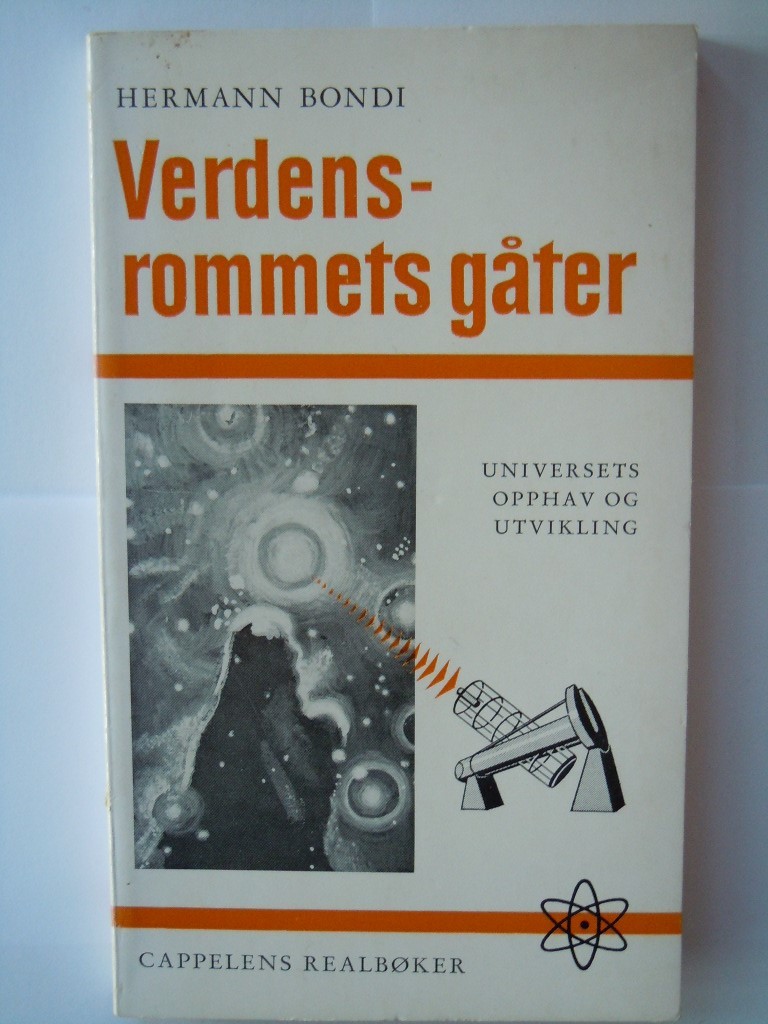 HERMANN BONDI
Verdens-
rommets gåter
UNIVERSETS
OPPHAV OG
UTVIKLING
CAPPELENS REALBØKER